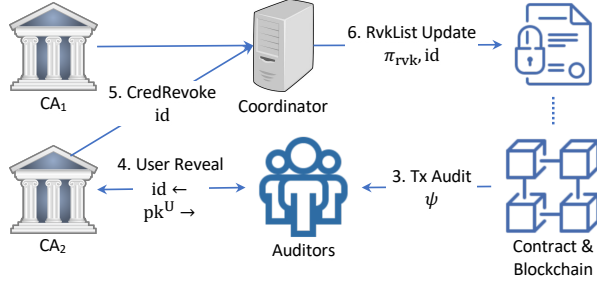 6. RvkList Update
π_rvk, id
CA₁
5. CredRevoke
id
Coordinator
4. User Reveal
id ←
pk^U →
3. Tx Audit
ψ
CA₂
Auditors
Contract &
Blockchain